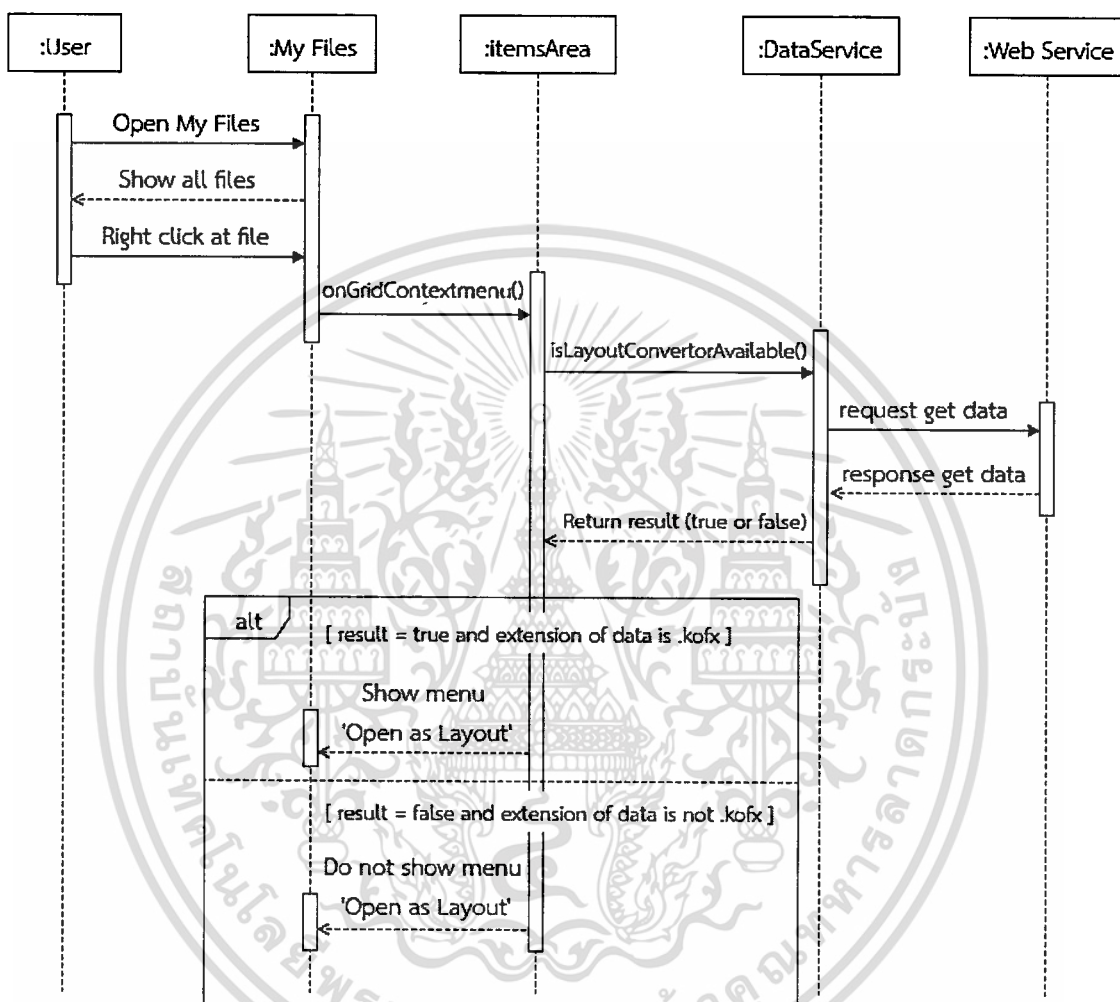 :User
:My Files
:itemsArea
:DataService
:Web Service
Open My Files
Show all files
Right click at file
onGridContextmenu()
isLayoutConvertorAvailable()
request get data
response get data
Return result (true or false)
alt
[ result = true and extension of data is .kofx ]
Show menu
'Open as Layout'
[ result = false and extension of data is not .kofx ]
Do not show menu
'Open as Layout'